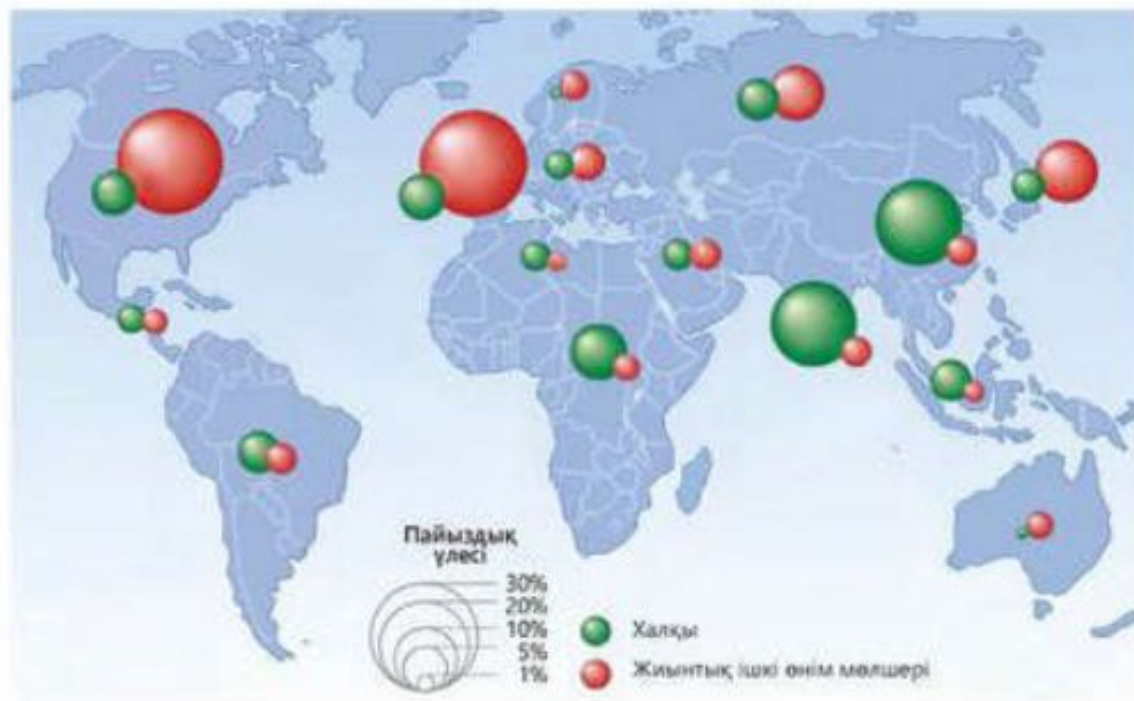 Пайыздық
үлесі
30%
20%
10%
5%
1%
Халқы
Жиынтық ішкі өнім мөлшері